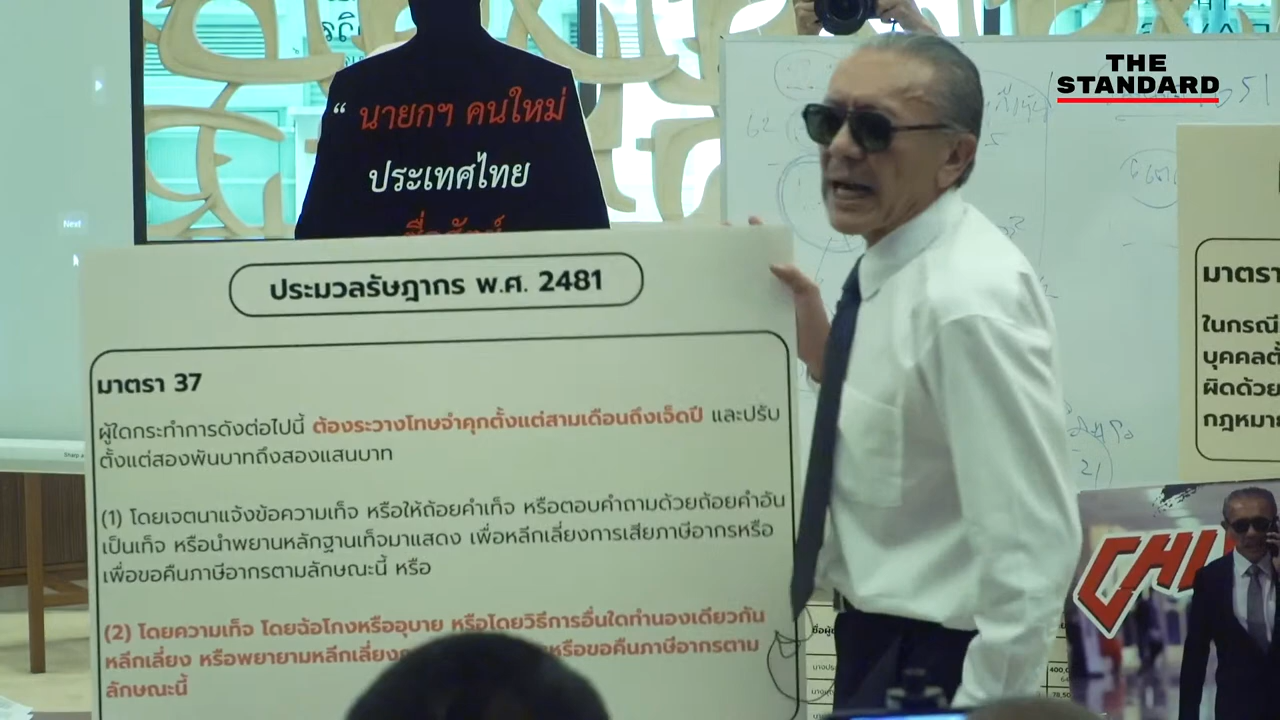 THE
STANDARD
“ นายกฯ คนใหม่
ประเทศไทย
Next
ประมวลรัษฎากร พ.ศ. 2481
มาตรา 37
ผู้ใดกระทำการดังต่อไปนี้ ต้องระวางโทษจำคุกตั้งแต่สามเดือนถึงเจ็ดปี และปรับ
ตั้งแต่สองพันบาทถึงสองแสนบาท
(1) โดยเจตนาแจ้งข้อความเท็จ หรือให้ถ้อยคำเท็จ หรือตอบคำถามด้วยถ้อยคำอัน
เป็นเท็จ หรือนำพยานหลักฐานเท็จมาแสดง เพื่อหลีกเลี่ยงการเสียภาษีอากรหรือ
เพื่อขอคืนภาษีอากรตามลักษณะนี้ หรือ
(2) โดยความเท็จ โดยฉ้อโกงหรืออุบาย หรือโดยวิธีการอื่นใดทำนองเดียวกัน
หลีกเลี่ยง หรือพยายามหลีกเลี่ยง หรือขอคืนภาษีอากรตาม
ลักษณะนี้
มาตรา
ในกรณี
บุคคล
ผิดด้วย
กฎหมาย